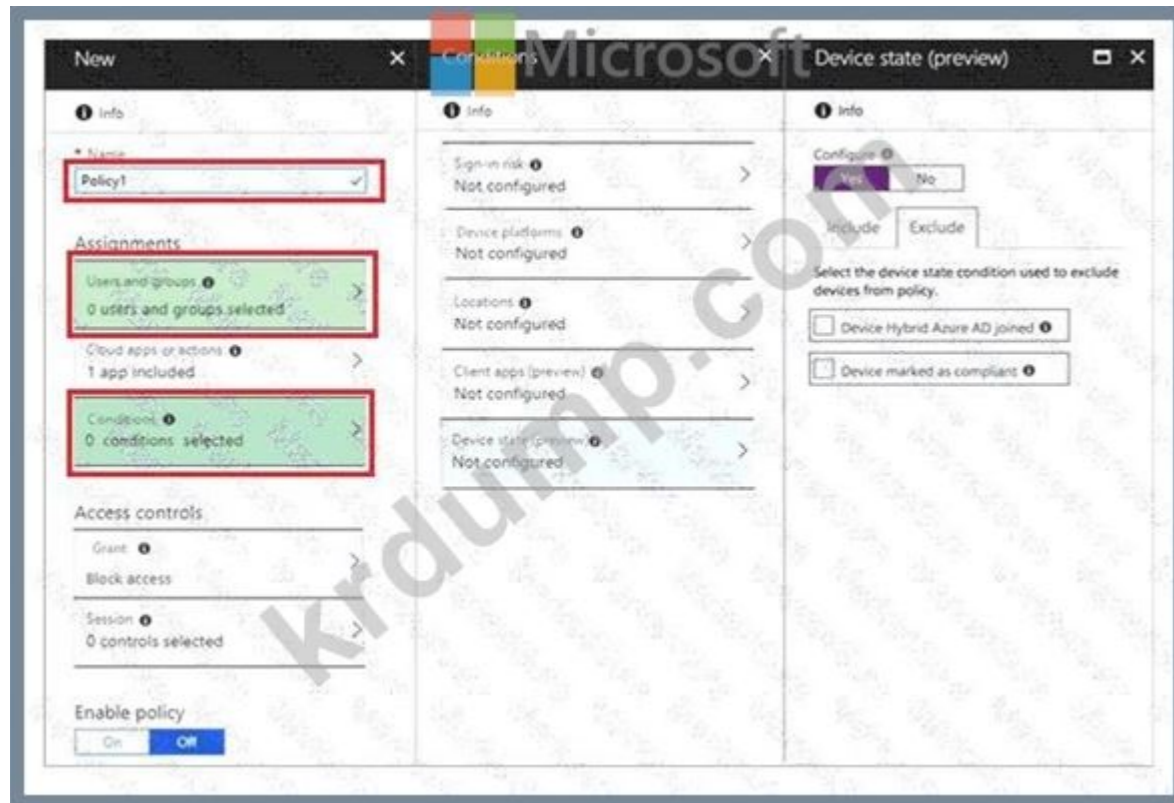 New
Info
* Name
Policy1
Assignments
Users and groups
0 users and groups selected
Cloud apps or actions
1 app included
Conditions
0 conditions selected
Access controls
Grant
Block access
Session
0 controls selected
Enable policy
On Off
Microsoft
Conditions
Info
Sign-in risk
Not configured
Device platforms
Not configured
Locations
Not configured
Client apps (preview)
Not configured
Device state (preview)
Not configured
Device state (preview)
Info
Configure
Yes No
Include Exclude
Select the device state condition used to exclude
devices from policy.
Device Hybrid Azure AD joined
Device marked as compliant
krdump.com